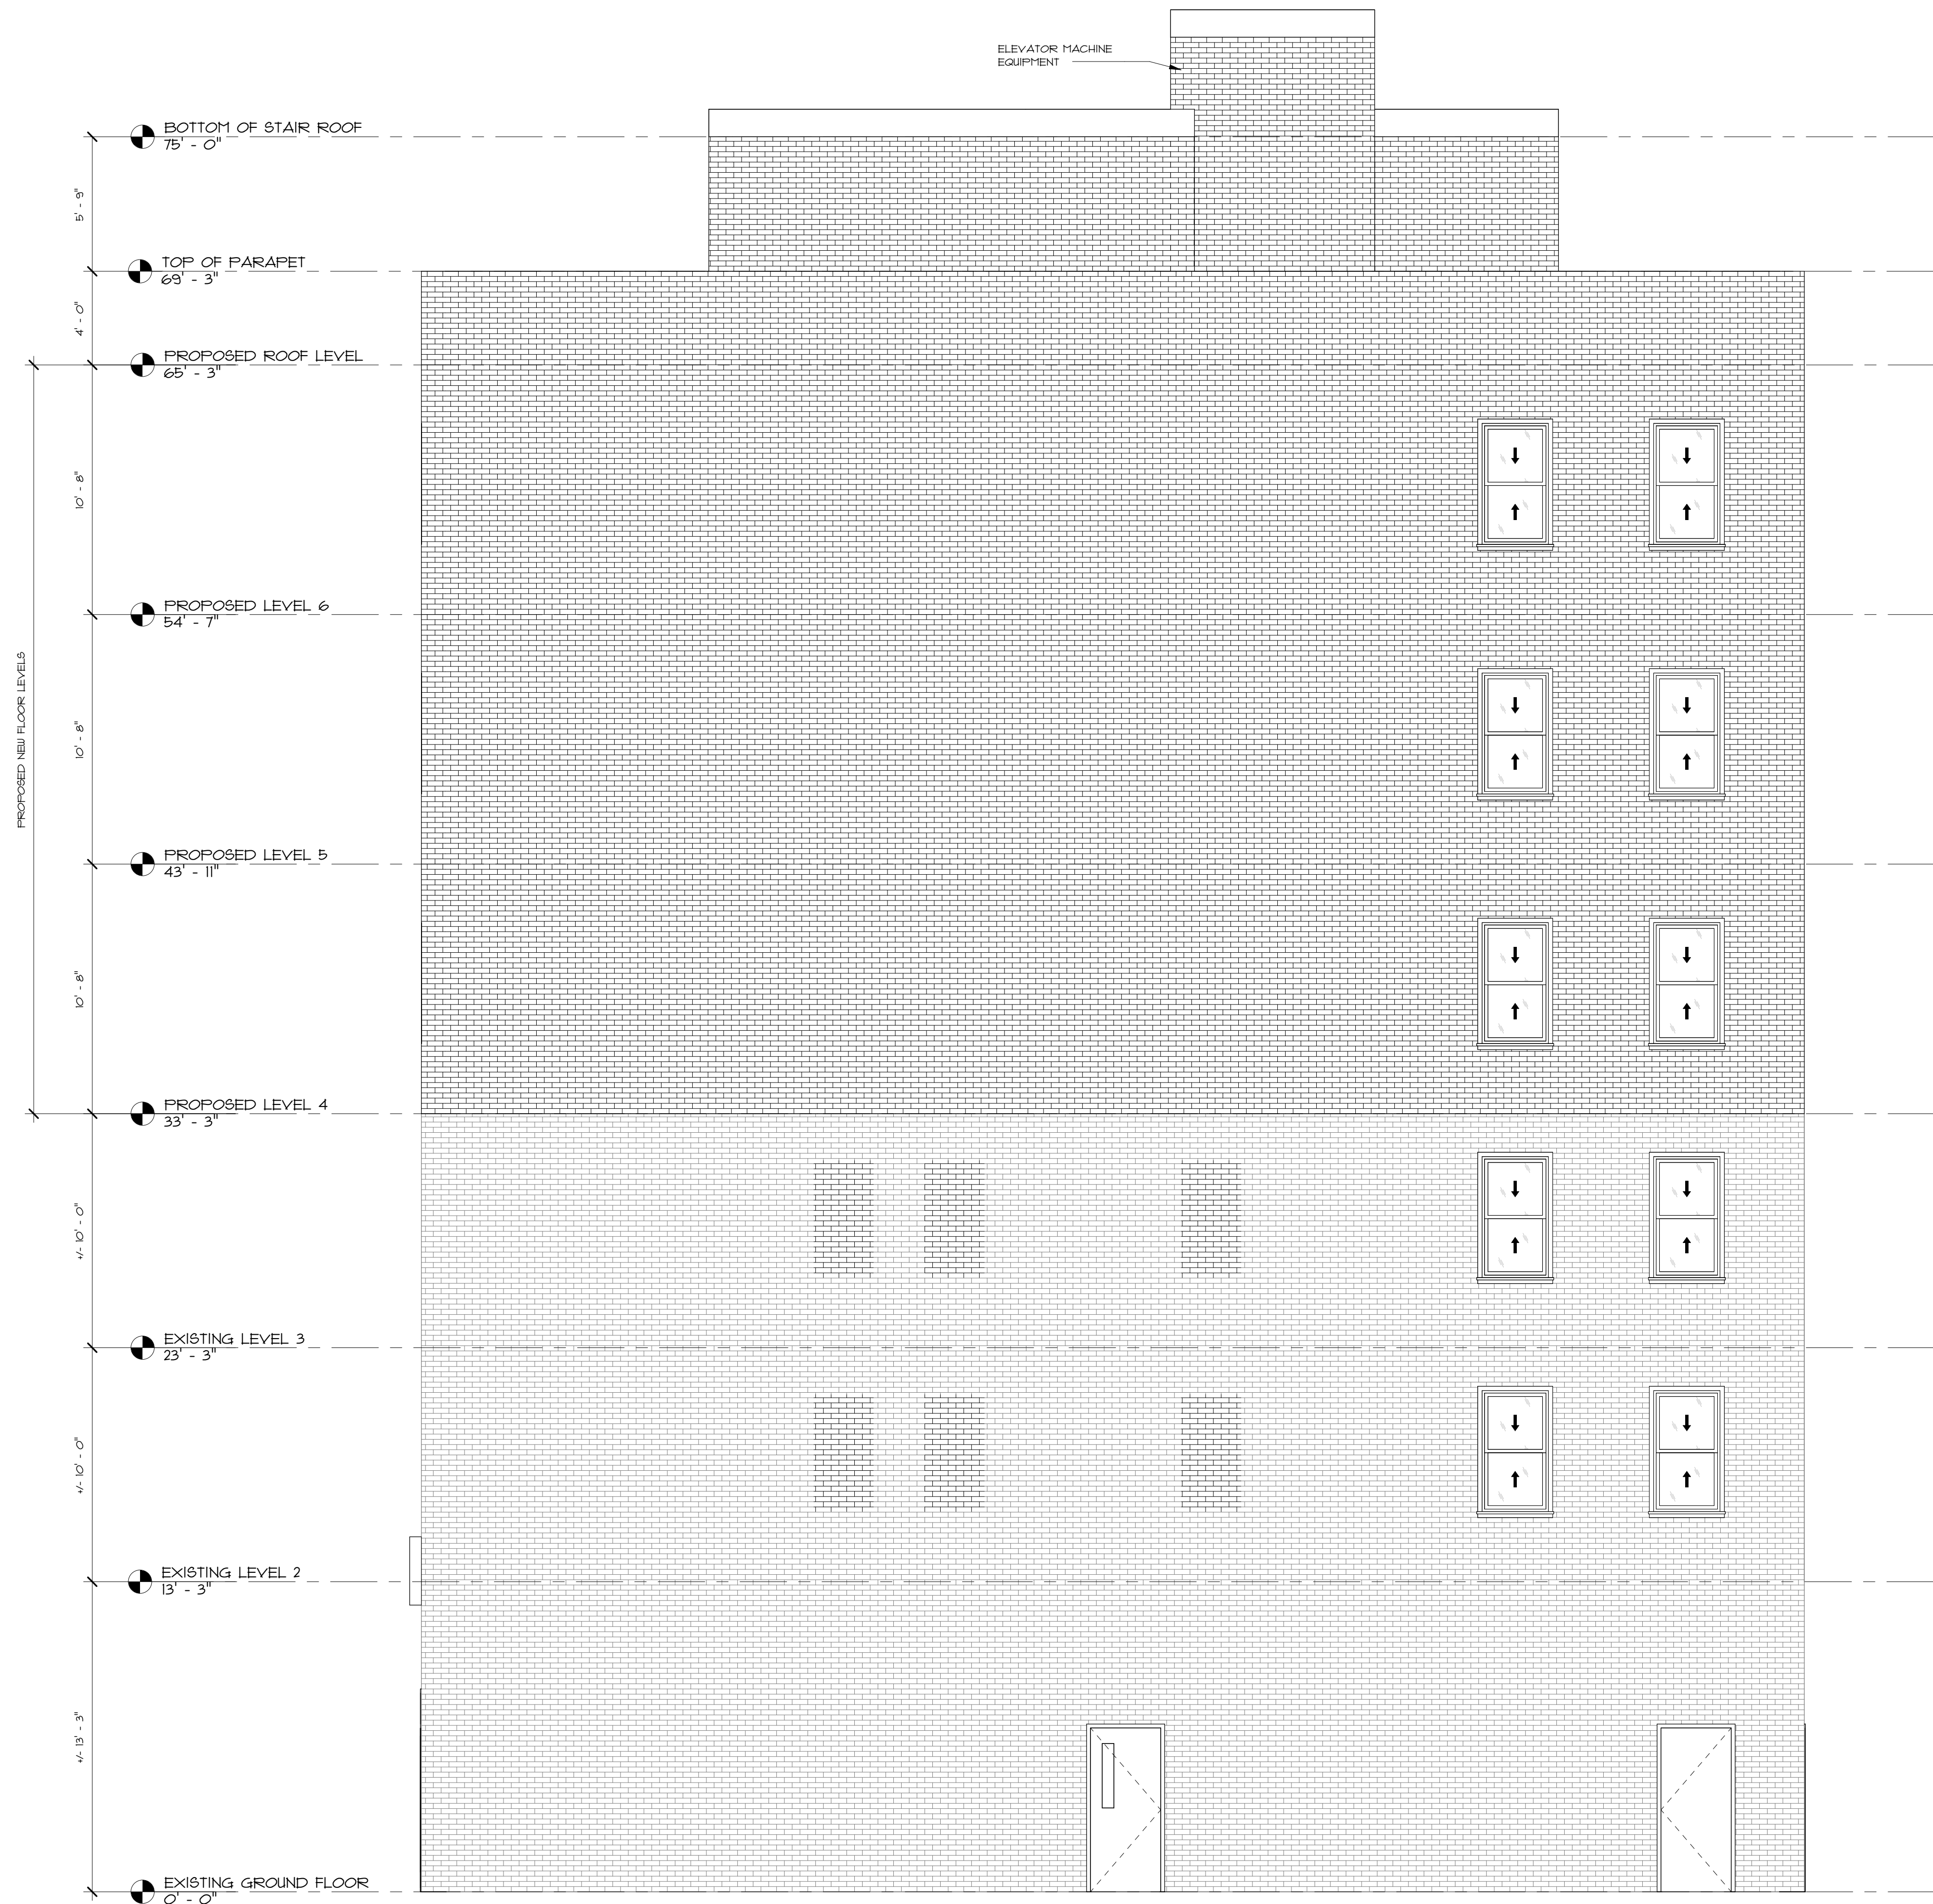 ELEVATOR MACHINE
EQUIPMENT
BOTTOM OF STAIR ROOF
75' - 0"
5' - 9"
TOP OF PARAPET
69' - 3"
4' - 0"
PROPOSED ROOF LEVEL
65' - 3"
10' - 8"
PROPOSED LEVEL 6
54' - 7"
PROPOSED NEW FLOOR LEVELS
10' - 8"
PROPOSED LEVEL 5
43' - 11"
10' - 8"
PROPOSED LEVEL 4
33' - 3"
+/- 10' - 0"
EXISTING LEVEL 3
23' - 3"
+/- 10' - 0"
EXISTING LEVEL 2
13' - 3"
+/- 13' - 3"
EXISTING GROUND FLOOR
0' - 0"